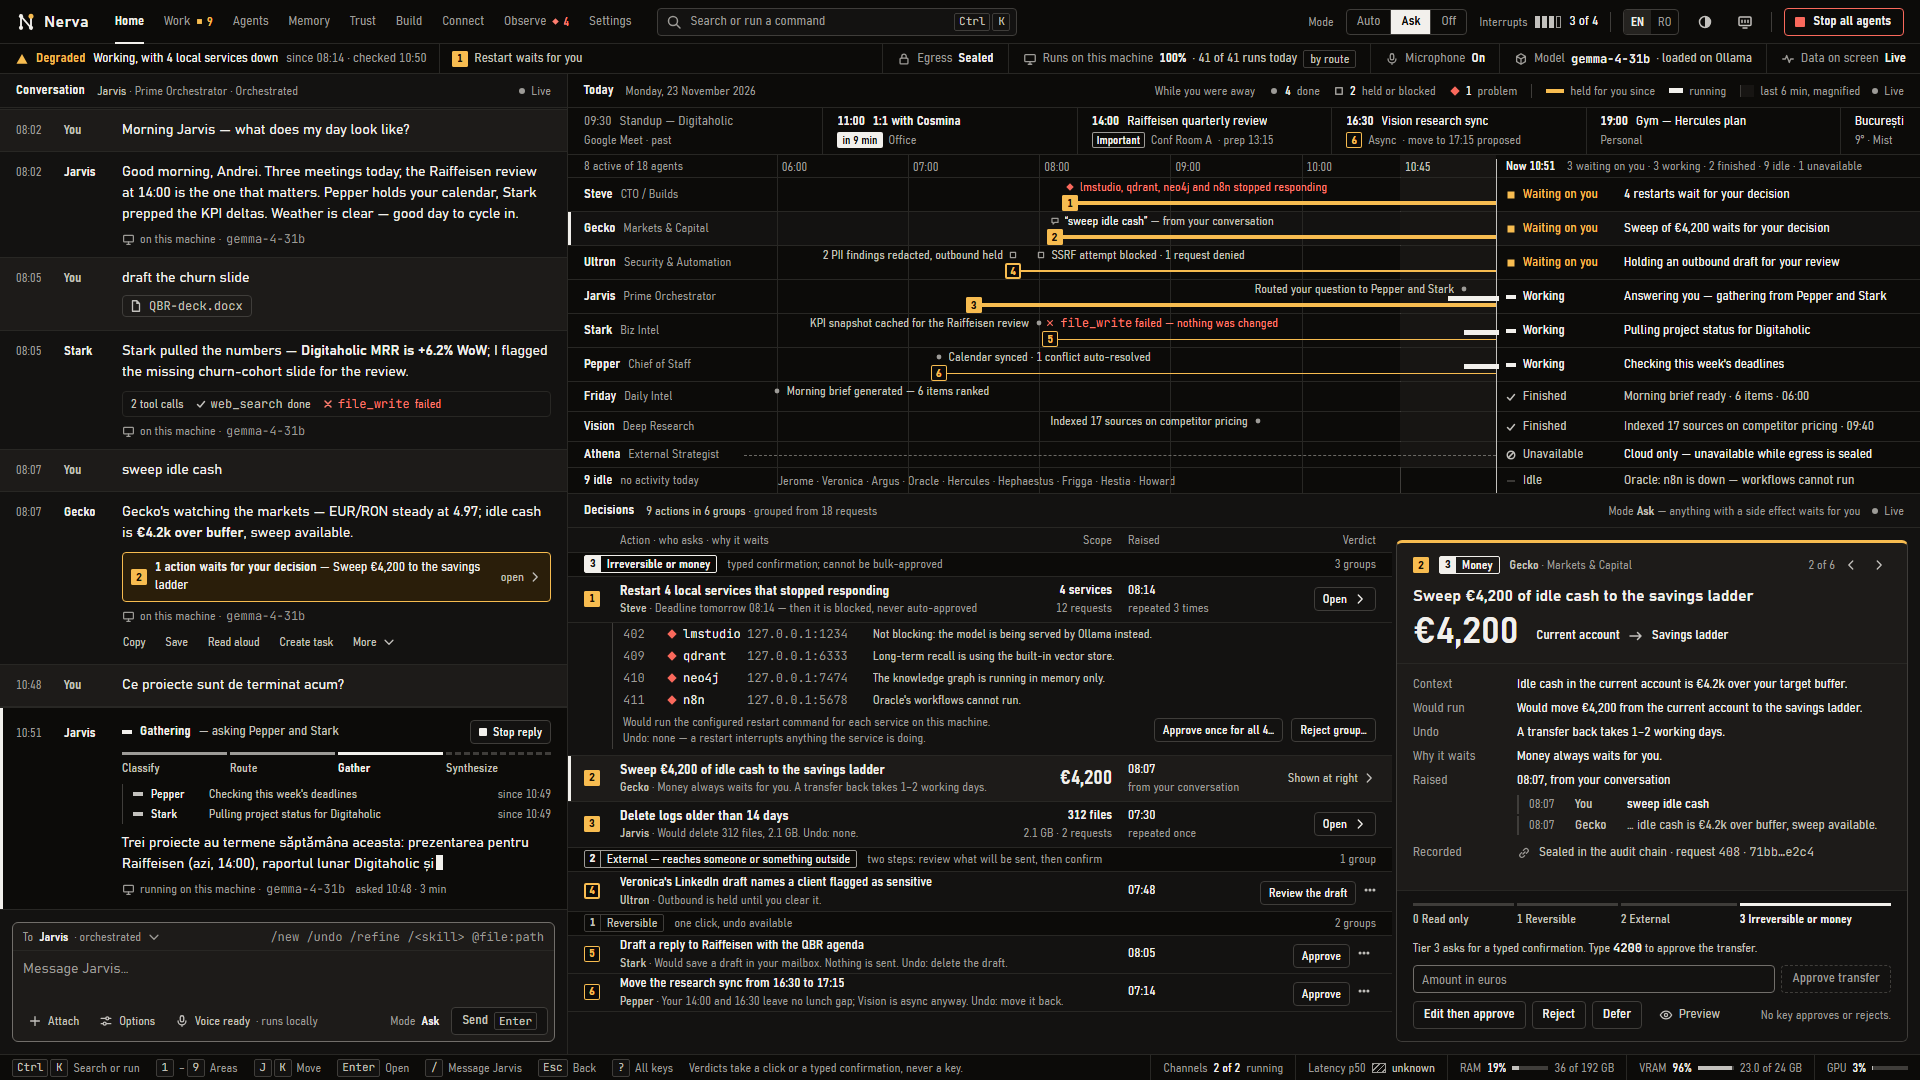 Nerva Home Work 9 Agents Memory Trust Build Connect Observe 4 Settings Search or run a command Ctrl K Mode Auto Ask Off Interrupts 3 of 4 EN RO Stop all agents
Degraded Working, with 4 local services down since 08:14 · checked 10:50 1 Restart waits for you Egress Sealed Runs on this machine 100% · 41 of 41 runs today by route Microphone On Model gemma-4-31b · loaded on Ollama Data on screen Live
Conversation Jarvis · Prime Orchestrator · Orchestrated Live
08:02 You Morning Jarvis — what does my day look like?
08:02 Jarvis Good morning, Andrei. Three meetings today; the Raiffeisen review
at 14:00 is the one that matters. Pepper holds your calendar, Stark
prepped the KPI deltas. Weather is clear — good day to cycle in.
on this machine · gemma-4-31b
08:05 You draft the churn slide
QBR-deck.docx
08:05 Stark Stark pulled the numbers — Digitaholic MRR is +6.2% WoW; I flagged
the missing churn-cohort slide for the review.
2 tool calls web_search done file_write failed
on this machine · gemma-4-31b
08:07 You sweep idle cash
08:07 Gecko Gecko's watching the markets — EUR/RON steady at 4.97; idle cash
is €4.2k over buffer, sweep available.
2 1 action waits for your decision — Sweep €4,200 to the savings
ladder open
on this machine · gemma-4-31b
Copy Save Read aloud Create task More
10:48 You Ce proiecte sunt de terminat acum?
10:51 Jarvis Gathering — asking Pepper and Stark Stop reply
Classify Route Gather Synthesize
Pepper Checking this week's deadlines since 10:49
Stark Pulling project status for Digitaholic since 10:49
Trei proiecte au termene săptămâna aceasta: prezentarea pentru
Raiffeisen (azi, 14:00), raportul lunar Digitaholic și
running on this machine · gemma-4-31b asked 10:48 · 3 min
To Jarvis · orchestrated /new /undo /refine /<skill> @file:path
Message Jarvis…
Attach Options Voice ready · runs locally Mode Ask Send Enter
Today Monday, 23 November 2026 While you were away 4 done 2 held or blocked 1 problem held for you since running last 6 min, magnified Live
09:30 Standup — Digitaholic
Google Meet · past
11:00 1:1 with Cosmina
in 9 min Office
14:00 Raiffeisen quarterly review
Important Conf Room A · prep 13:15
16:30 Vision research sync
6 Async · move to 17:15 proposed
19:00 Gym — Hercules plan
Personal
București
9° · Mist
8 active of 18 agents 06:00 07:00 08:00 09:00 10:00 10:45 Now 10:51 3 waiting on you · 3 working · 2 finished · 9 idle · 1 unavailable
Steve CTO / Builds lmstudio, qdrant, neo4j and n8n stopped responding 1 Waiting on you 4 restarts wait for your decision
Gecko Markets & Capital "sweep idle cash" — from your conversation 2 Waiting on you Sweep of €4,200 waits for your decision
Ultron Security & Automation 2 PII findings redacted, outbound held SSRF attempt blocked · 1 request denied 4 Waiting on you Holding an outbound draft for your review
Jarvis Prime Orchestrator Routed your question to Pepper and Stark 3 Working Answering you — gathering from Pepper and Stark
Stark Biz Intel KPI snapshot cached for the Raiffeisen review file_write failed — nothing was changed 5 Working Pulling project status for Digitaholic
Pepper Chief of Staff Calendar synced · 1 conflict auto-resolved 6 Working Checking this week's deadlines
Friday Daily Intel Morning brief generated — 6 items ranked Finished Morning brief ready · 6 items · 06:00
Vision Deep Research Indexed 17 sources on competitor pricing Finished Indexed 17 sources on competitor pricing · 09:40
Athena External Strategist Unavailable Cloud only — unavailable while egress is sealed
9 idle no activity today Jerome · Veronica · Argus · Oracle · Hercules · Hephaestus · Frigga · Hestia · Howard Idle Oracle: n8n is down — workflows cannot run
Decisions 9 actions in 6 groups · grouped from 18 requests Mode Ask — anything with a side effect waits for you Live
Action · who asks · why it waits Scope Raised Verdict
3 Irreversible or money typed confirmation; cannot be bulk-approved 3 groups
1 Restart 4 local services that stopped responding 4 services 08:14 Open
Steve · Deadline tomorrow 08:14 — then it is blocked, never auto-approved 12 requests repeated 3 times
402 lmstudio 127.0.0.1:1234 Not blocking: the model is being served by Ollama instead.
409 qdrant 127.0.0.1:6333 Long-term recall is using the built-in vector store.
410 neo4j 127.0.0.1:7474 The knowledge graph is running in memory only.
411 n8n 127.0.0.1:5678 Oracle's workflows cannot run.
Would run the configured restart command for each service on this machine.
Undo: none — a restart interrupts anything the service is doing. Approve once for all 4… Reject group…
2 Sweep €4,200 of idle cash to the savings ladder €4,200 08:07 Shown at right
Gecko · Money always waits for you. A transfer back takes 1–2 working days. from your conversation
3 Delete logs older than 14 days 312 files 07:30 Open
Jarvis · Would delete 312 files, 2.1 GB. Undo: none. 2.1 GB · 2 requests repeated once
2 External — reaches someone or something outside two steps: review what will be sent, then confirm 1 group
4 Veronica's LinkedIn draft names a client flagged as sensitive 07:48 Review the draft
Ultron · Outbound is held until you clear it.
1 Reversible one click, undo available 2 groups
5 Draft a reply to Raiffeisen with the QBR agenda 08:05 Approve
Stark · Would save a draft in your mailbox. Nothing is sent. Undo: delete the draft.
6 Move the research sync from 16:30 to 17:15 07:14 Approve
Pepper · Your 14:00 and 16:30 leave no lunch gap; Vision is async anyway. Undo: move it back.
2 3 Money Gecko · Markets & Capital 2 of 6
Sweep €4,200 of idle cash to the savings ladder
€4,200 Current account → Savings ladder
Context Idle cash in the current account is €4.2k over your target buffer.
Would run Would move €4,200 from the current account to the savings ladder.
Undo A transfer back takes 1–2 working days.
Why it waits Money always waits for you.
Raised 08:07, from your conversation
08:07 You sweep idle cash
08:07 Gecko … idle cash is €4.2k over buffer, sweep available.
Recorded Sealed in the audit chain · request 408 · 71bb…e2c4
0 Read only 1 Reversible 2 External 3 Irreversible or money
Tier 3 asks for a typed confirmation. Type 4200 to approve the transfer.
Amount in euros Approve transfer
Edit then approve Reject Defer Preview No key approves or rejects.
Ctrl K Search or run 1 – 9 Areas J K Move Enter Open / Message Jarvis Esc Back ? All keys Verdicts take a click or a typed confirmation, never a key. Channels 2 of 2 running Latency p50 unknown RAM 19% 36 of 192 GB VRAM 96% 23.0 of 24 GB GPU 3%